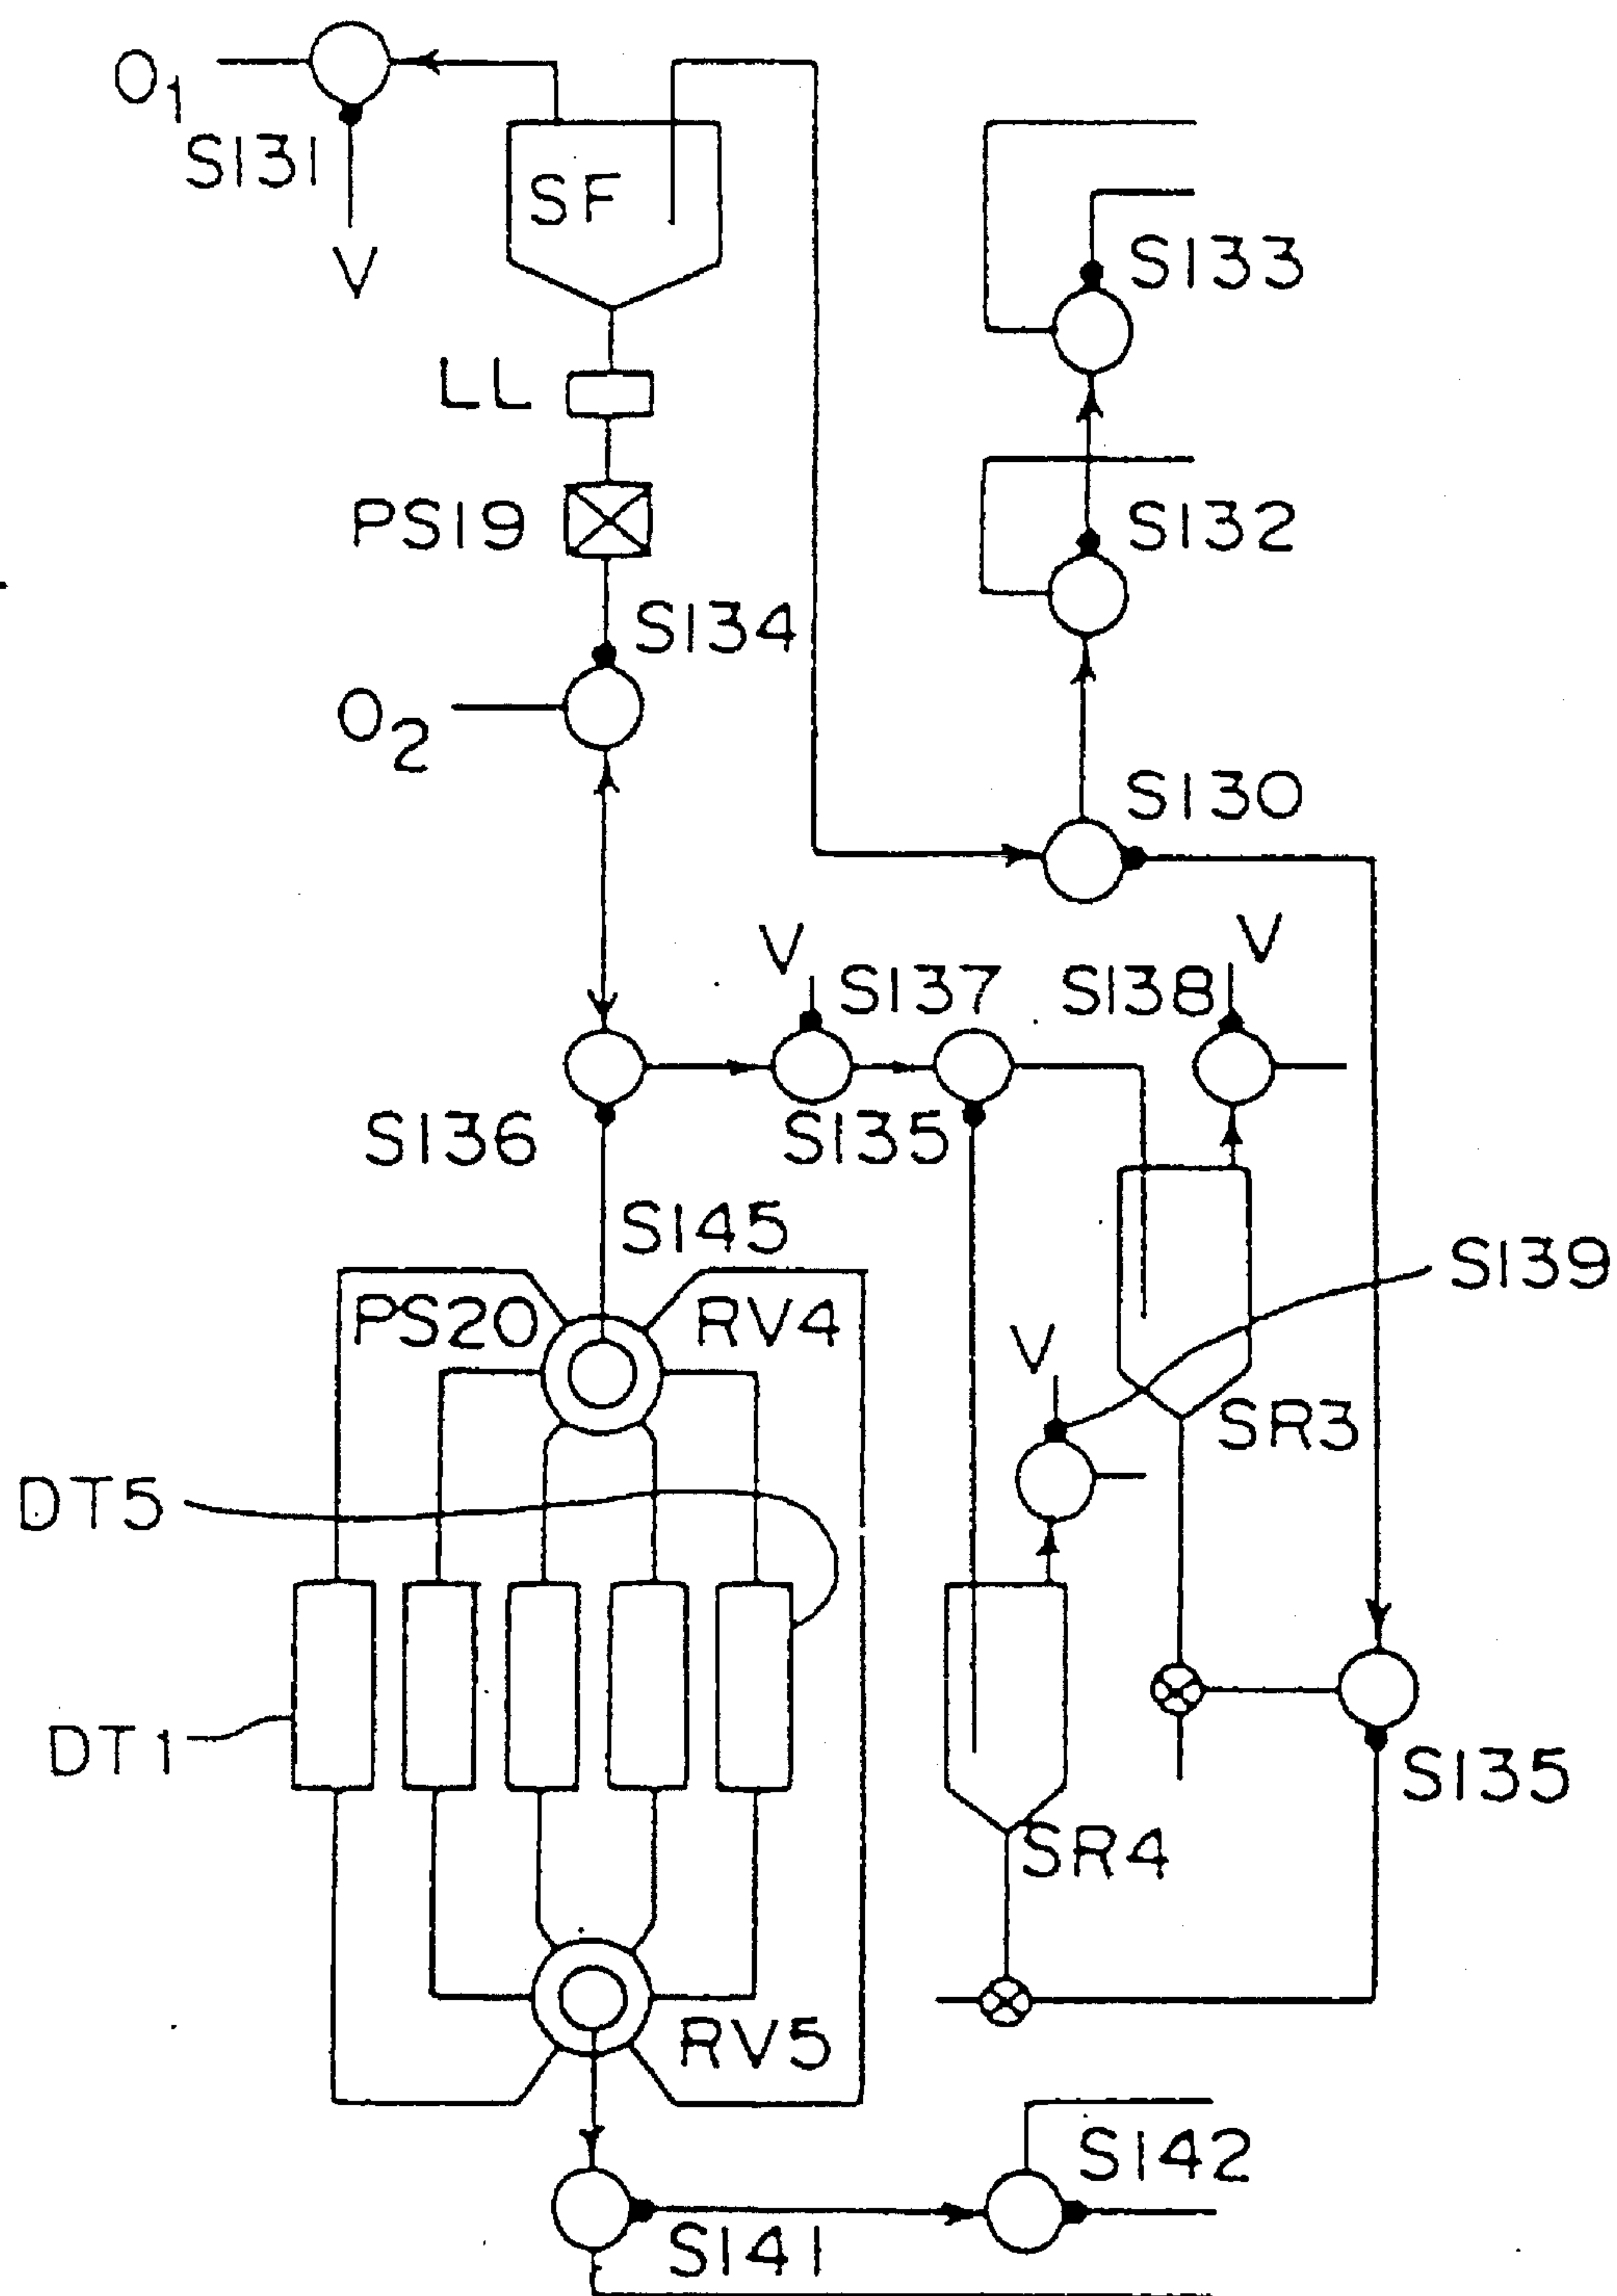 O1
S131
V
SF
S133
LL
S132
PS19
S134
O2
S130
V
V
S137
S138
S136
S135
S145
S139
PS20
RV4
V
SR3
DT5
DT1
S135
SR4
RV5
S142
S141